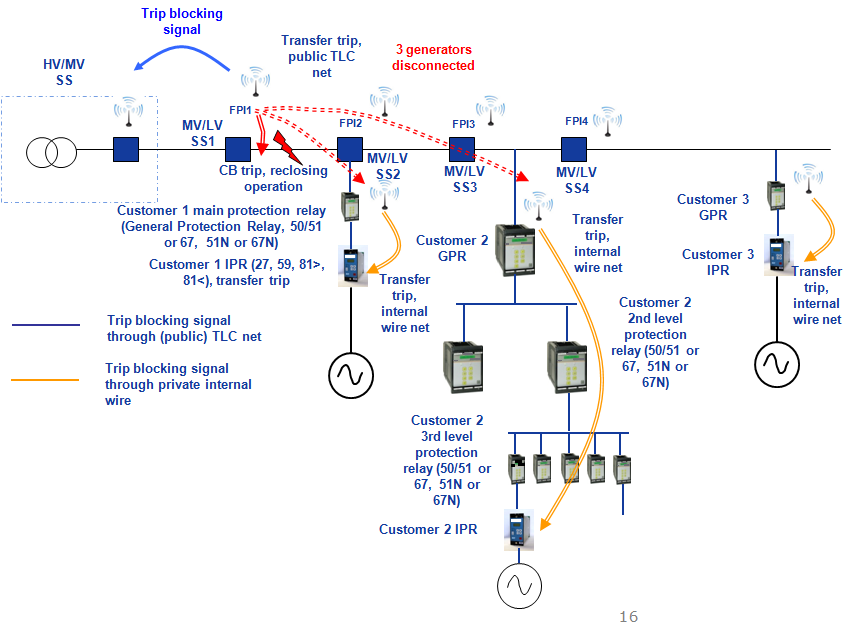 Trip blocking
signal
Transfer trip,
public TLC
net
3 generators
disconnected
HV/MV
SS
FPI1
FPI2
FPI3
FPI4
MV/LV
SS1
MV/LV
SS2
MV/LV
SS3
MV/LV
SS4
CB trip, reclosing
operation
Customer 1 main protection relay
(General Protection Relay, 50/51
or 67,  51N or 67N)
Customer 1 IPR (27, 59, 81>,
81<), transfer trip
Transfer
trip,
internal
wire net
Customer 2
GPR
Transfer
trip,
internal
wire net
Customer 3
GPR
Customer 3
IPR
Transfer
trip,
internal
wire net
Customer 2
2nd level
protection
relay (50/51 or
67,  51N or
67N)
Trip blocking signal
through (public) TLC net
Trip blocking signal
through private internal
wire
Customer 2
3rd level
protection
relay (50/51 or
67,  51N or
67N)
Customer 2 IPR
16